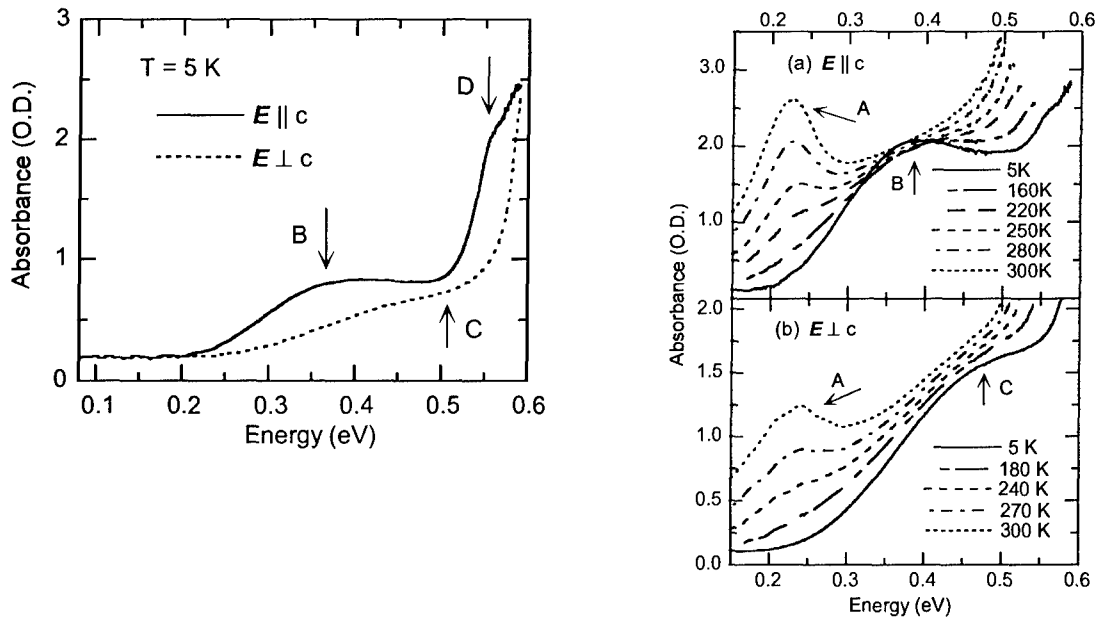 3
2
1
0
Absorbance (O.D.)
T = 5 K
E || c
E ⊥ c
B
C
D
0.1 0.2 0.3 0.4 0.5 0.6
Energy (eV)
0.2 0.3 0.4 0.5 0.6
(a) E || c
3.0
2.0
1.0
A
B
5K
160K
220K
250K
280K
300K
Absorbance (O.D.)
(b) E ⊥ c
2.0
1.5
1.0
0.5
0.0
A
C
5 K
180 K
240 K
270 K
300 K
0.2 0.3 0.4 0.5 0.6
Energy (eV)